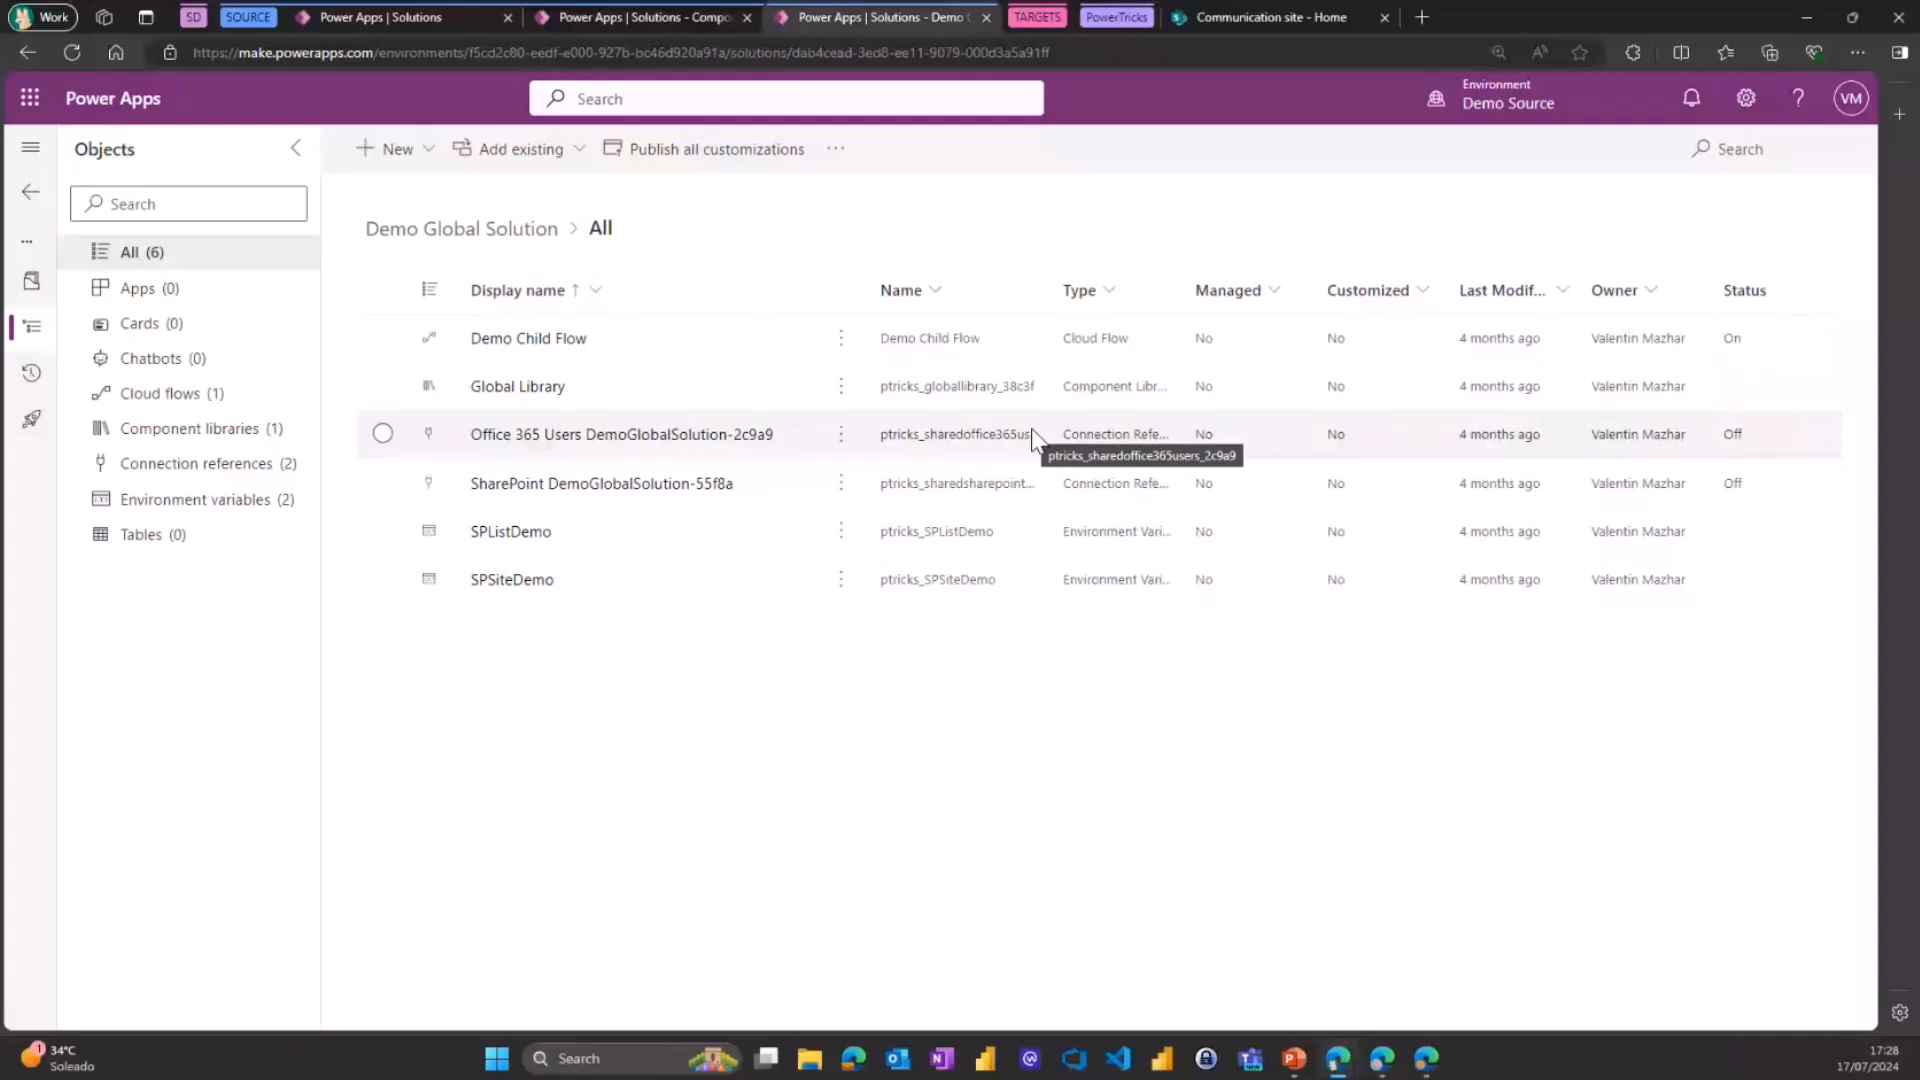 Work
SD
SOURCE
Power Apps | Solutions
Power Apps | Solutions - Compo
Power Apps | Solutions - Demo
TARGETS
PowerTricks
Communication site - Home
https://make.powerapps.com/environments/f5cd2c80-eedf-e000-927b-bc46d920a91a/solutions/dab4cead-3ed8-ee11-9079-000d3a5a91ff
Power Apps
Search
Environment
Demo Source
VM
Objects
New
Add existing
Publish all customizations
Search
Search
Demo Global Solution > All
All (6)
Apps (0)
Cards (0)
Chatbots (0)
Cloud flows (1)
Component libraries (1)
Connection references (2)
Environment variables (2)
Tables (0)
Display name ↑ Name Type Managed Customized Last Modif... Owner Status
Demo Child Flow Demo Child Flow Cloud Flow No No 4 months ago Valentin Mazhar On
Global Library ptricks_globallibrary_38c3f Component Libr... No No 4 months ago Valentin Mazhar
Office 365 Users DemoGlobalSolution-2c9a9 ptricks_sharedoffice365us Connection Refe... No No 4 months ago Valentin Mazhar Off
ptricks_sharedoffice365users_2c9a9
SharePoint DemoGlobalSolution-55f8a ptricks_sharedsharepoint... Connection Refe... No No 4 months ago Valentin Mazhar Off
SPListDemo ptricks_SPListDemo Environment Vari... No No 4 months ago Valentin Mazhar
SPSiteDemo ptricks_SPSiteDemo Environment Vari... No No 4 months ago Valentin Mazhar
1
34°C
Soleado
Search
17:28
17/07/2024